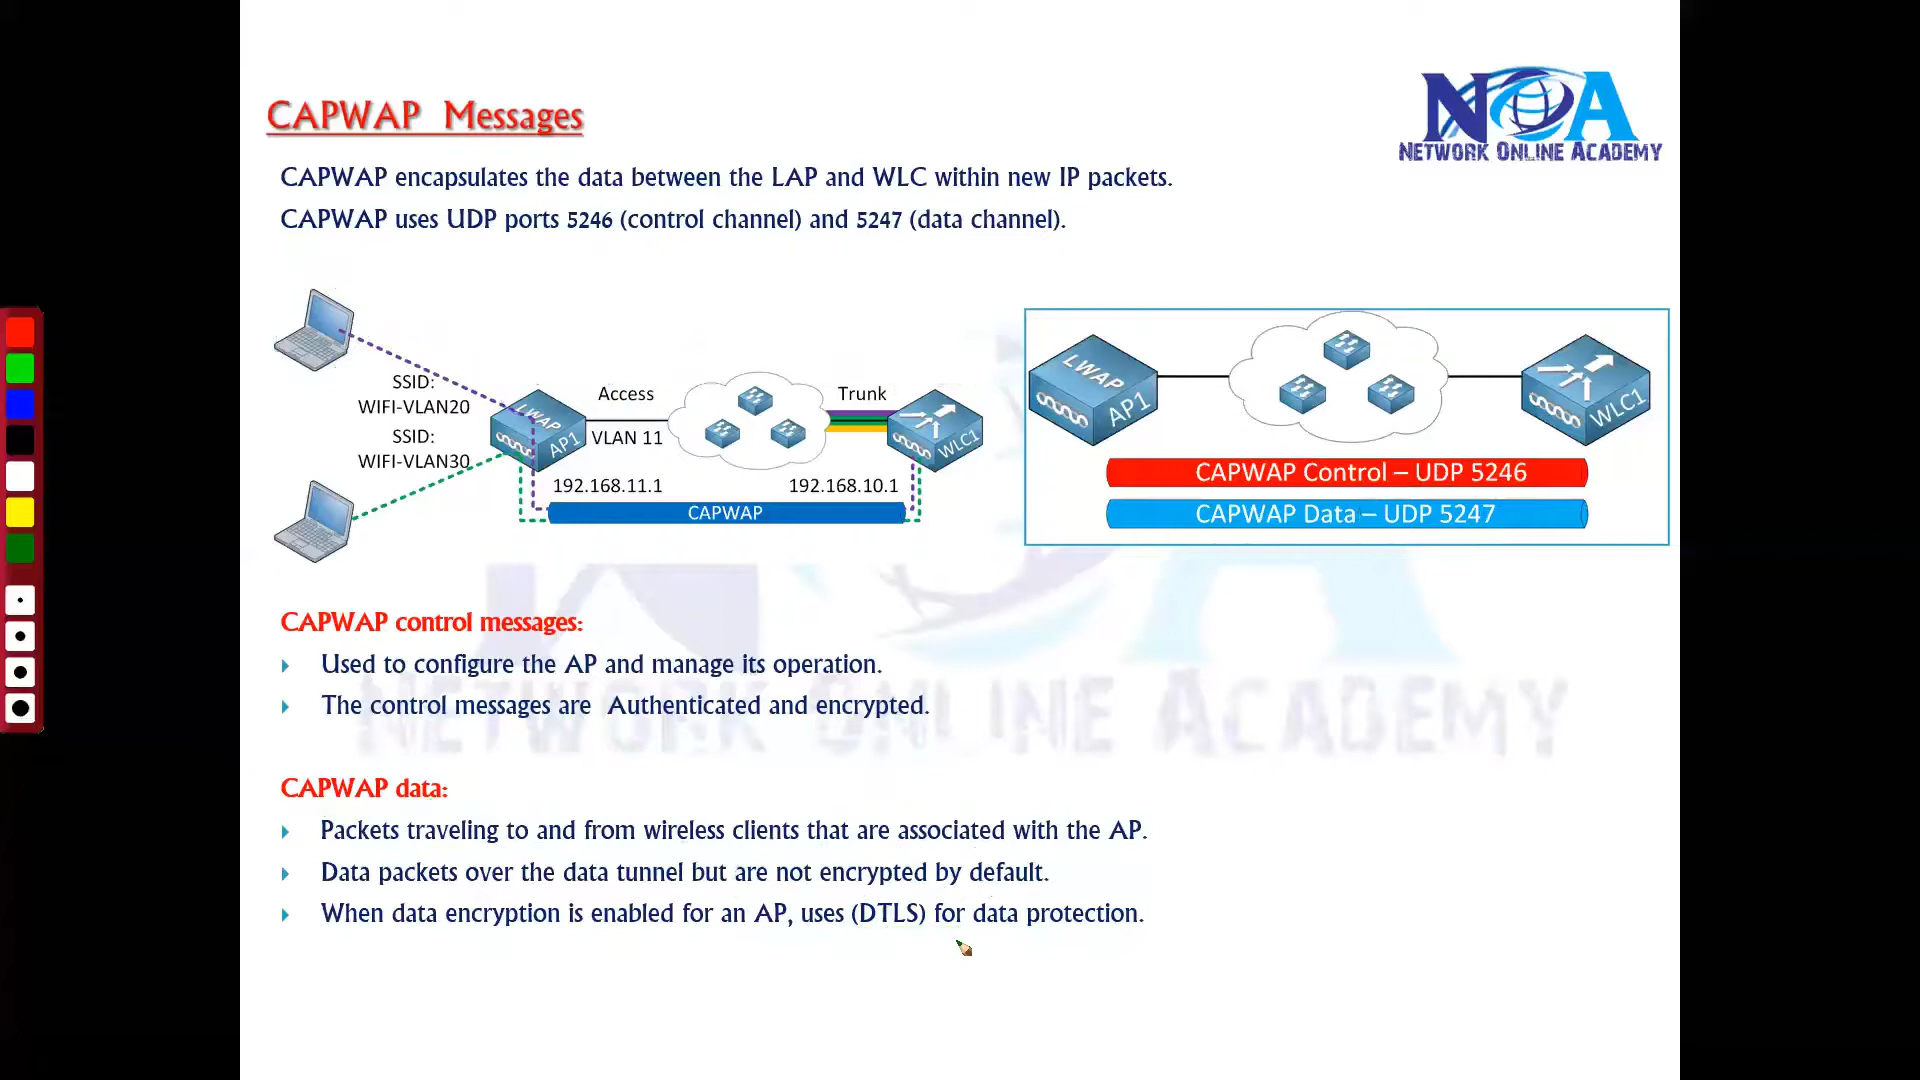 NOA
NETWORK ONLINE ACADEMY
CAPWAP Messages
CAPWAP encapsulates the data between the LAP and WLC within new IP packets.
CAPWAP uses UDP ports 5246 (control channel) and 5247 (data channel).
SSID:
WIFI-VLAN20
SSID:
WIFI-VLAN30
LWAP
AP1
Access
VLAN 11
Trunk
WLC1
192.168.11.1
192.168.10.1
CAPWAP
LWAP
AP1
WLC1
CAPWAP Control – UDP 5246
CAPWAP Data – UDP 5247
CAPWAP control messages:
Used to configure the AP and manage its operation.
The control messages are Authenticated and encrypted.
NETWORK ONLINE ACADEMY
CAPWAP data:
Packets traveling to and from wireless clients that are associated with the AP.
Data packets over the data tunnel but are not encrypted by default.
When data encryption is enabled for an AP, uses (DTLS) for data protection.